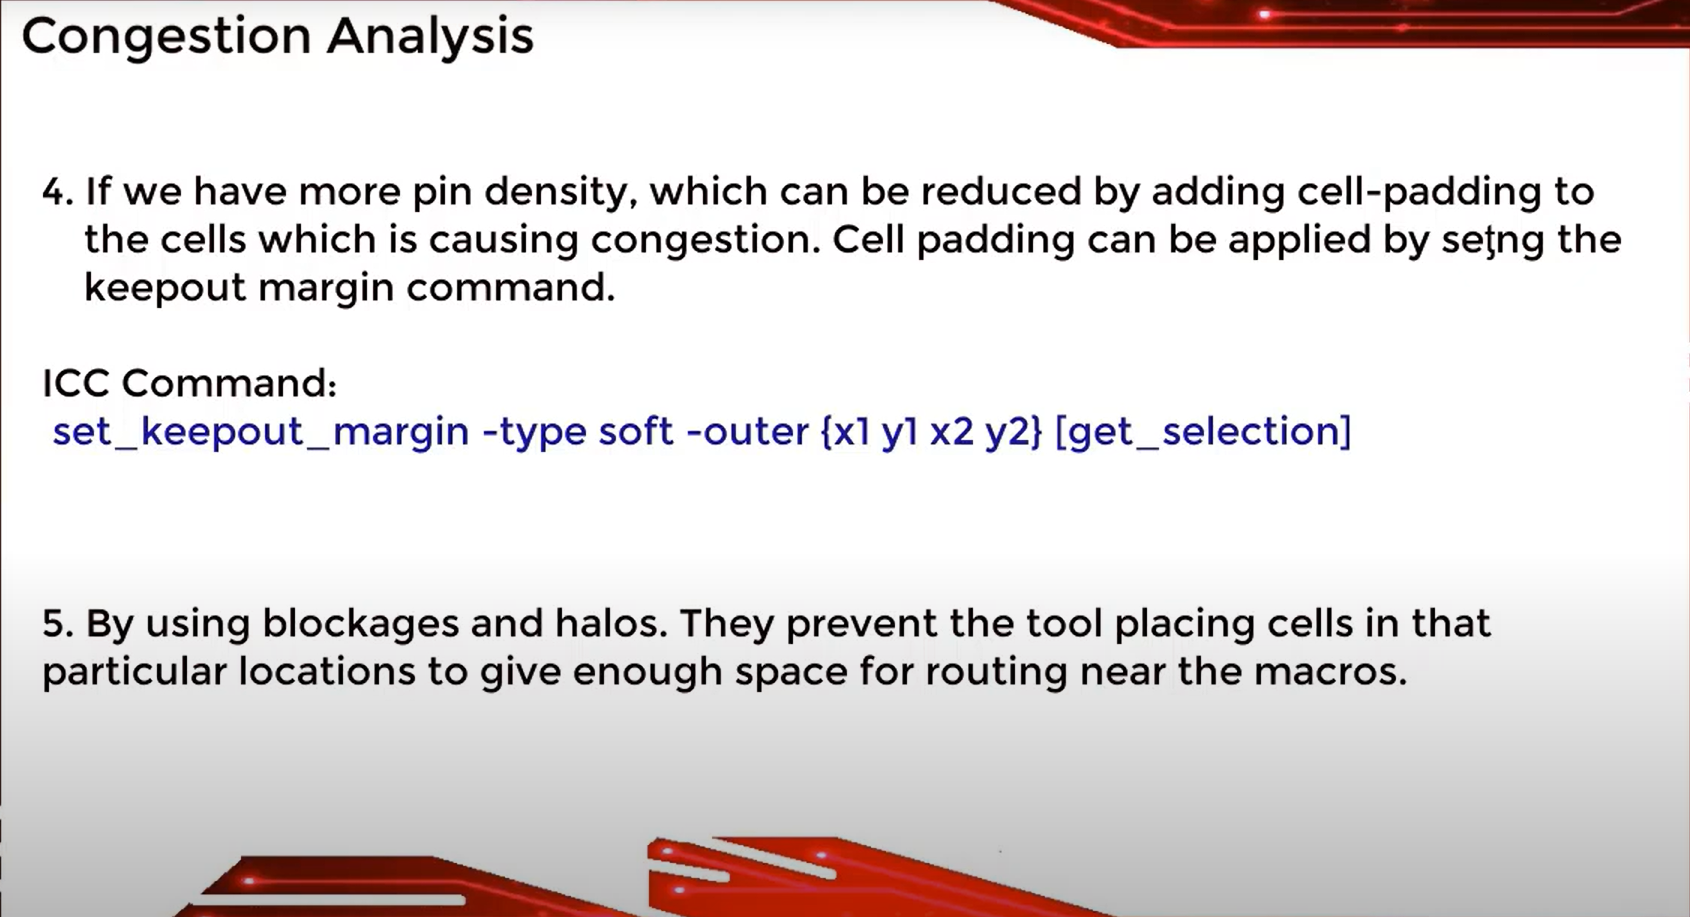 Congestion Analysis
4. If we have more pin density, which can be reduced by adding cell-padding to
the cells which is causing congestion. Cell padding can be applied by seţng the
keepout margin command.
ICC Command:
set_keepout_margin -type soft -outer {x1 y1 x2 y2} [get_selection]
5. By using blockages and halos. They prevent the tool placing cells in that
particular locations to give enough space for routing near the macros.